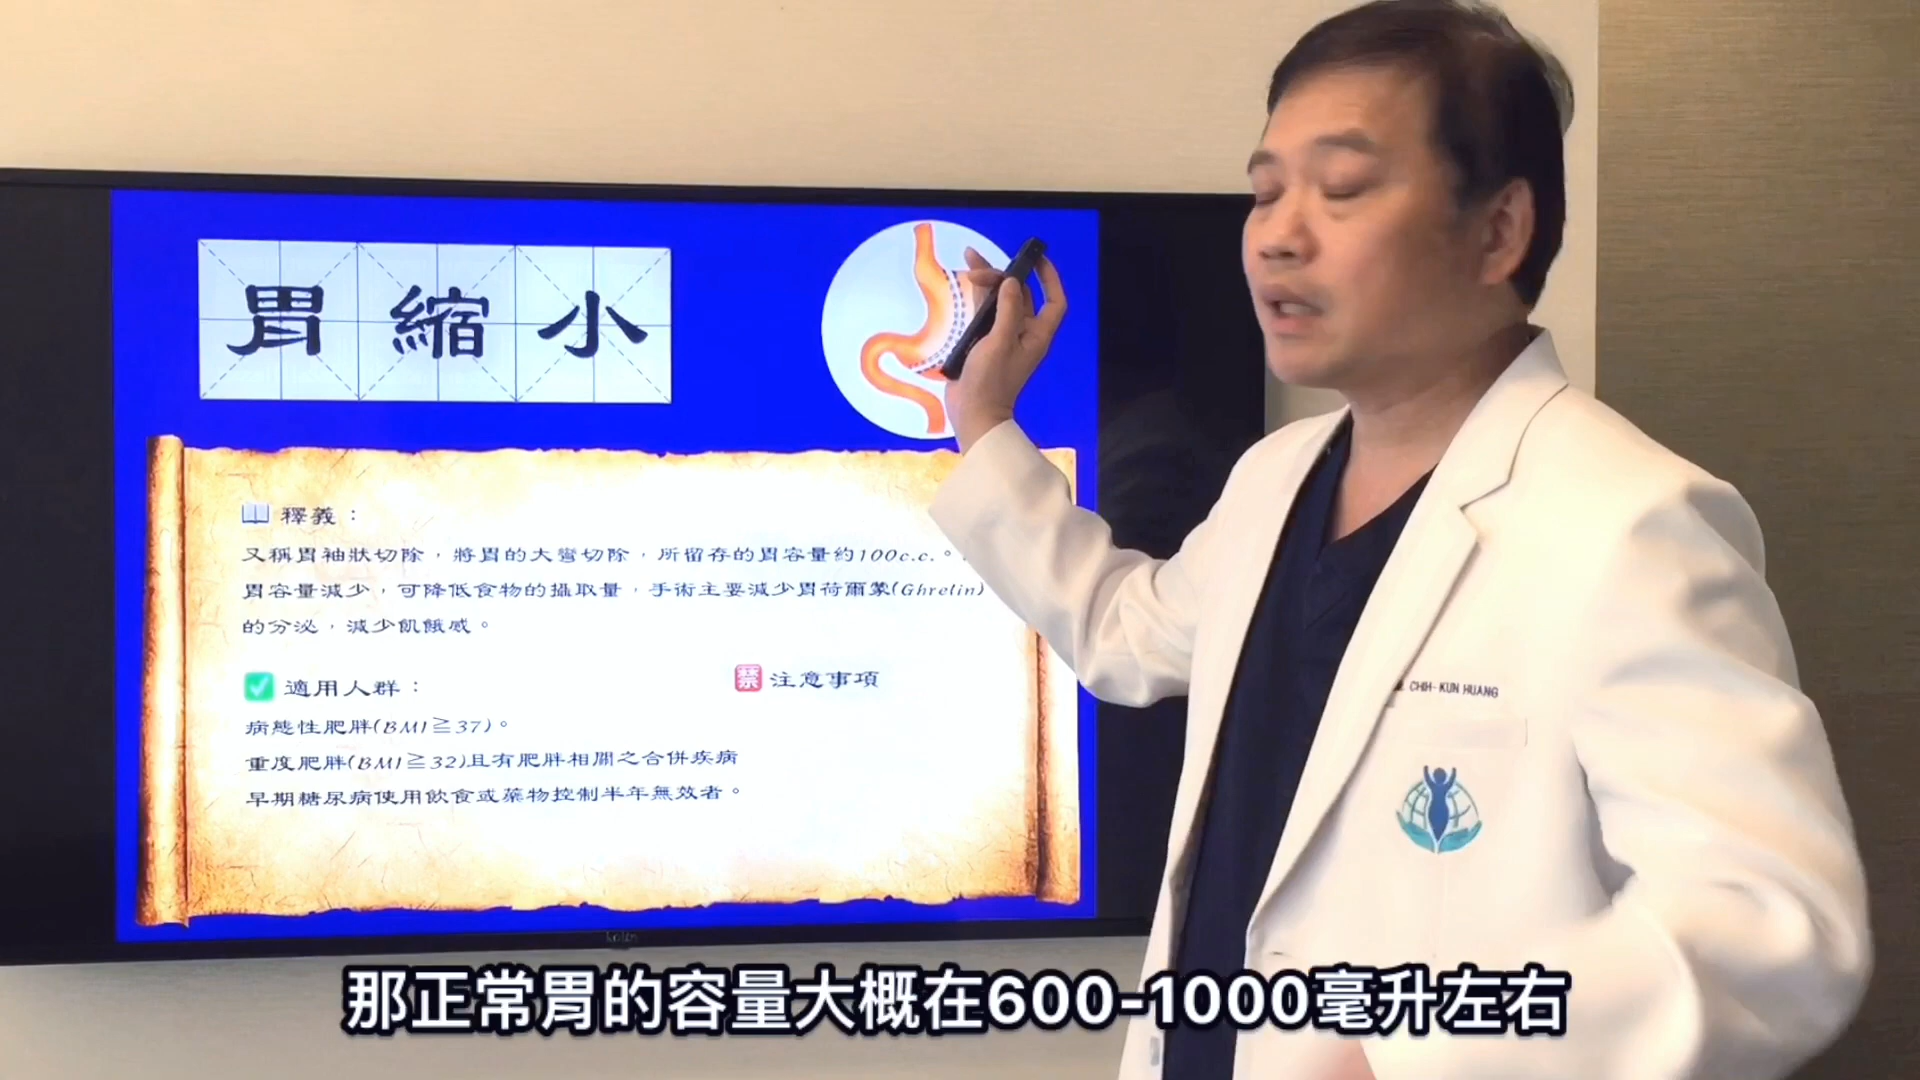 胃縮小
釋義：
又稱胃袖狀切除，將胃的大彎切除，所留存的胃容量約100c.c.。
胃容量減少，可降低食物的攝取量，手術主要減少胃荷爾蒙(Ghrelin)
的分泌，減少飢餓感。
適用人群：
禁 注意事項
病態性肥胖(BMI≧37)。
重度肥胖(BMI≧32)且有肥胖相關之合併疾病
早期糖尿病使用飲食或藥物控制半年無效者。
CHIH-KUN HUANG
那正常胃的容量大概在600-1000毫升左右